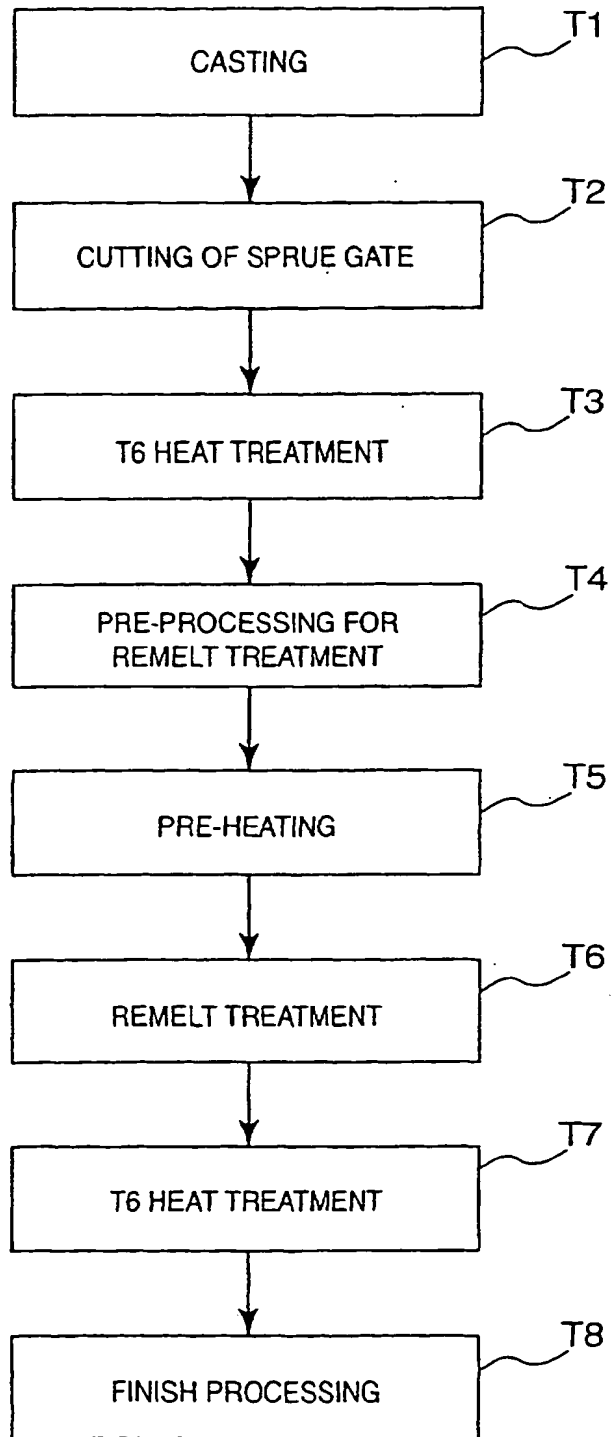 CASTING
T1
CUTTING OF SPRUE GATE
T2
T6 HEAT TREATMENT
T3
PRE-PROCESSING FOR
REMELT TREATMENT
T4
PRE-HEATING
T5
REMELT TREATMENT
T6
T6 HEAT TREATMENT
T7
FINISH PROCESSING
T8